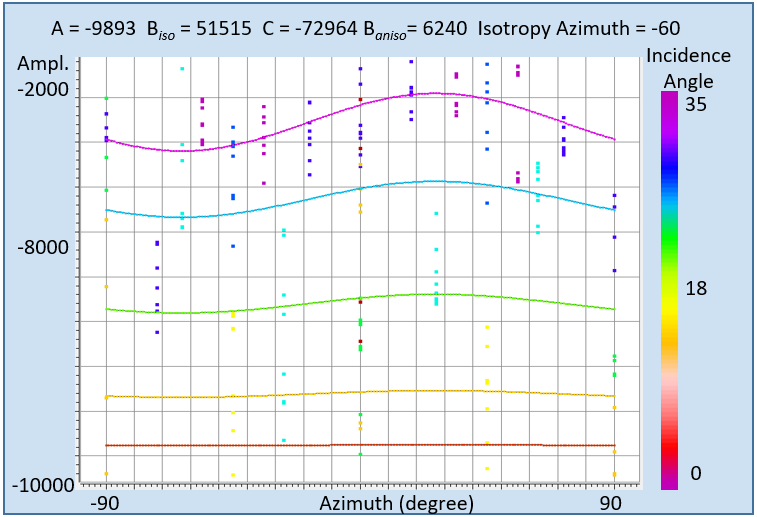 A = -9893 Biso = 51515 C = -72964 Baniso= 6240 Isotropy Azimuth = -60
Incidence
Angle
Ampl.
-2000
35
-8000
18
0
-10000
-90
Azimuth (degree)
90